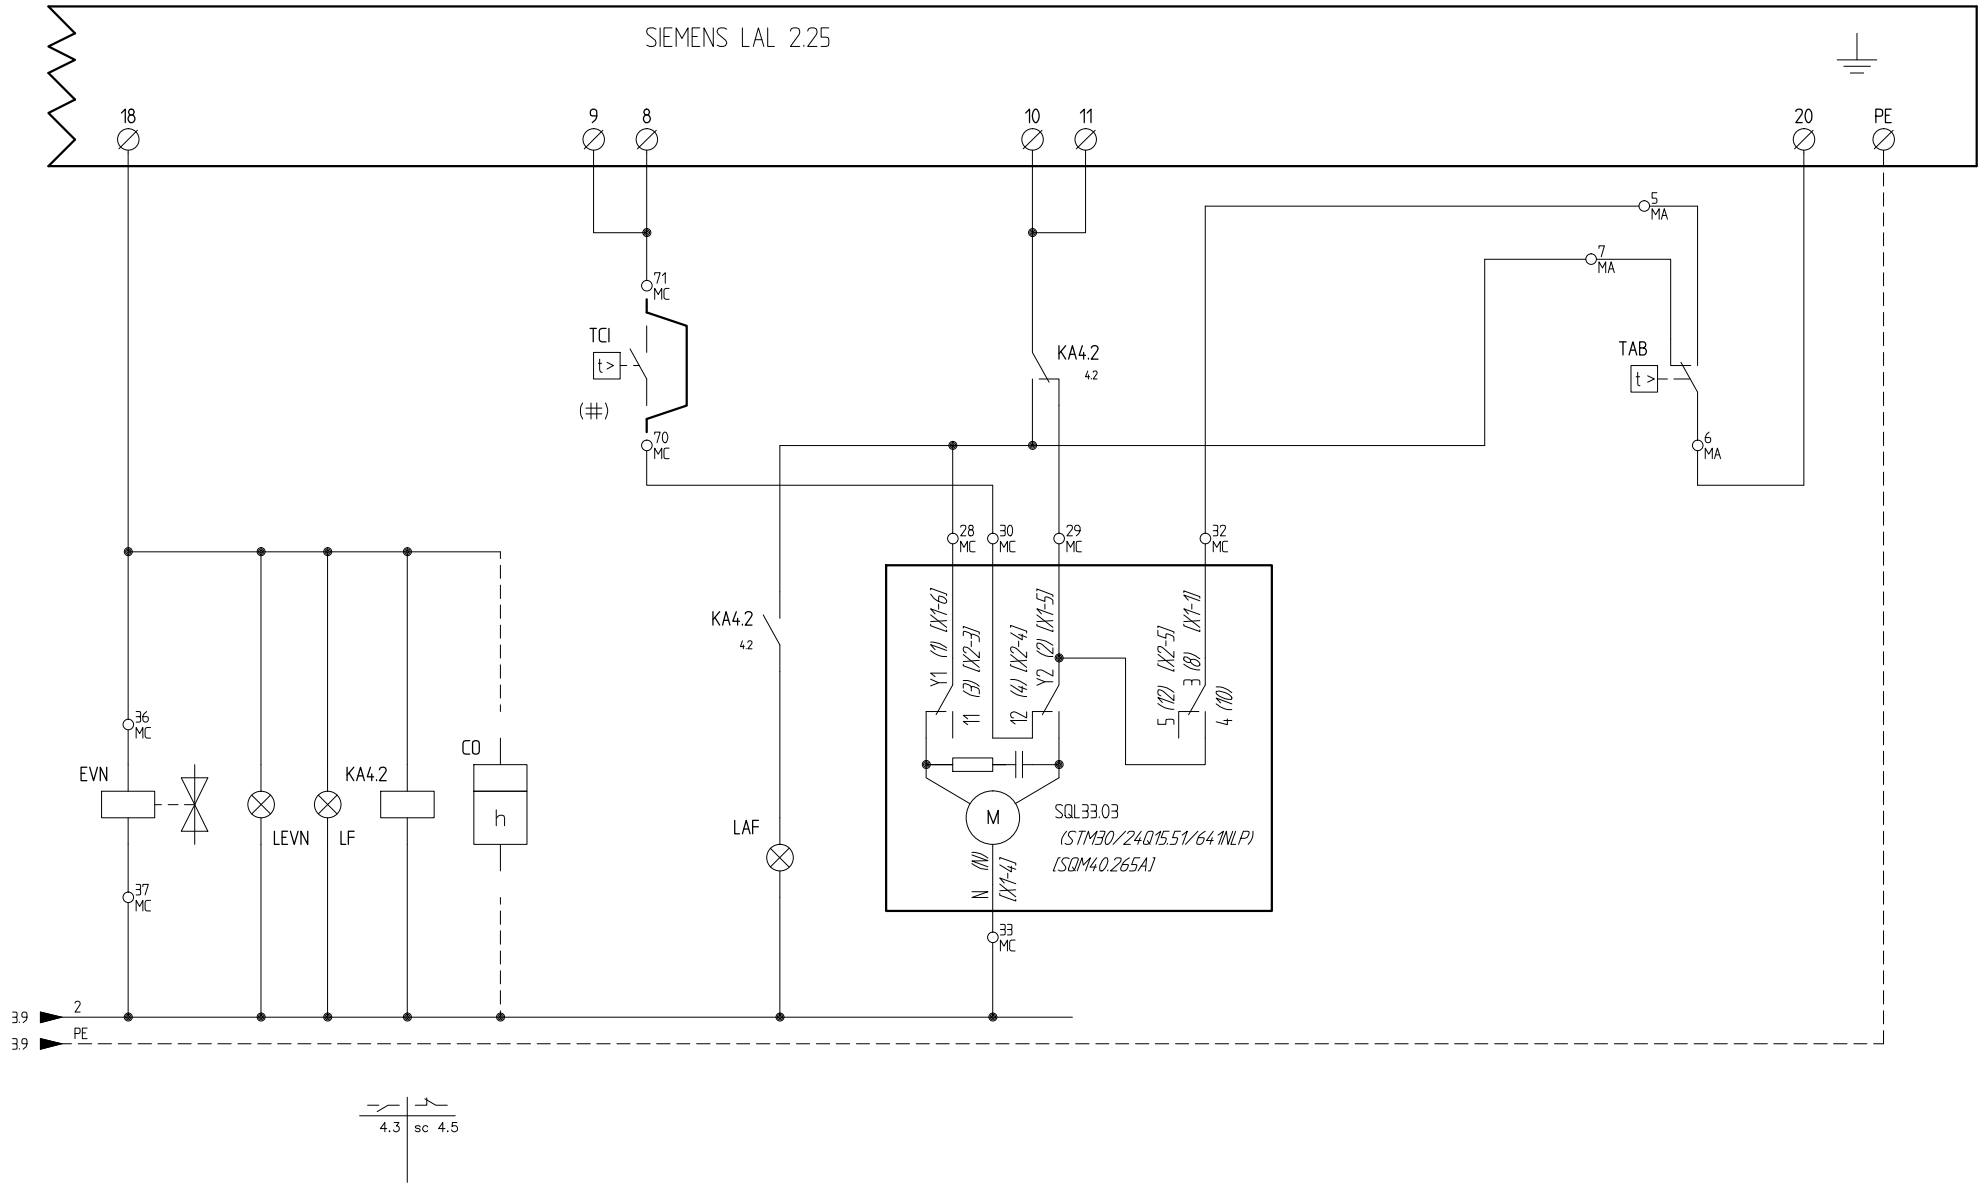 SIEMENS LAL 2.25
18
9
8
10
11
20
PE
5
MA
7
MA
71
MC
TCI
t >
(#)
KA4.2
4.2
TAB
t >
70
MC
6
MA
28
MC
30
MC
29
MC
32
MC
Y1 (1) [X1-6]
11 (3) [X2-3]
12 (4) [X2-4]
Y2 (2) [X1-5]
5 (12) [X2-5]
3 (8) [X1-1]
4 (10)
KA4.2
4.2
36
MC
EVN
LEVN
LF
KA4.2
CO
h
LAF
M
SQL33.03
(STM30/24Q15.51/641NLP)
[SQM40.265A]
N (N)
[X1-4]
37
MC
33
MC
3.9
2
3.9
PE
4.3
sc 4.5